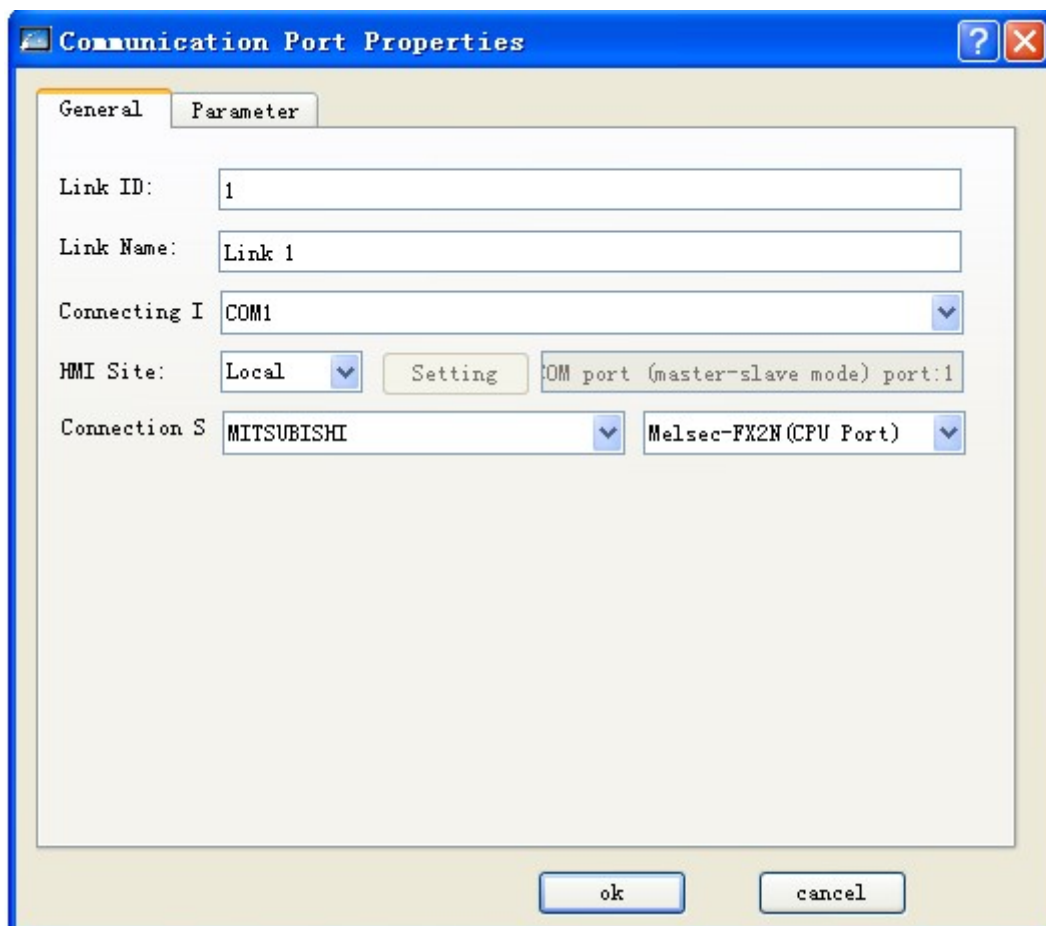 Communication Port Properties
General Parameter
Link ID: 1
Link Name: Link 1
Connecting I COM1
HMI Site: Local Setting COM port (master-slave mode) port:1
Connection S MITSUBISHI Melsec-FX2N(CPU Port)
ok cancel